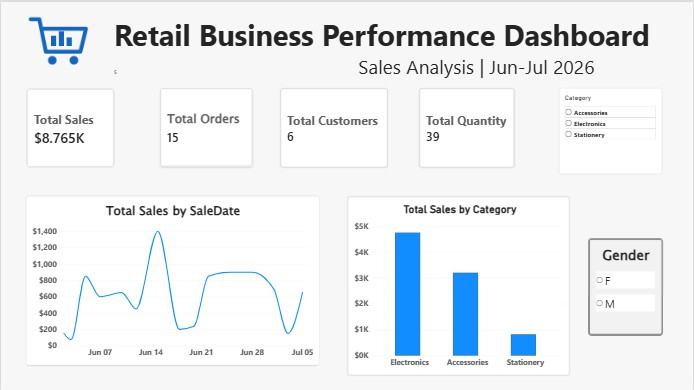 Retail Business Performance Dashboard
Sales Analysis | Jun-Jul 2026
Total Sales
$8.765K
Total Orders
15
Total Customers
6
Total Quantity
39
Category
Accessories
Electronics
Stationery
Total Sales by SaleDate
$1,400
$1,200
$1,000
$800
$600
$400
$200
$0
Jun 07 Jun 14 Jun 21 Jun 28 Jul 05
Total Sales by Category
$5K
$4K
$3K
$2K
$1K
$0K
Electronics Accessories Stationery
Gender
F
M